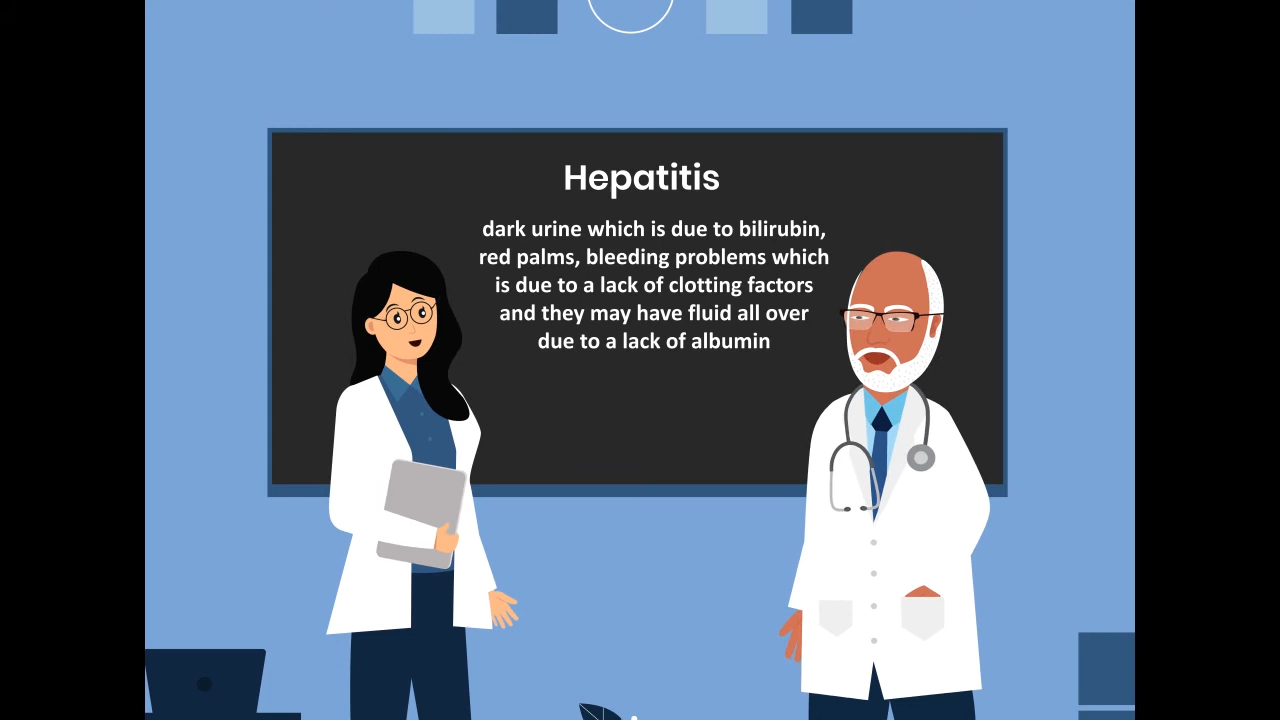 Hepatitis
dark urine which is due to bilirubin,
red palms, bleeding problems which
is due to a lack of clotting factors
and they may have fluid all over
due to a lack of albumin